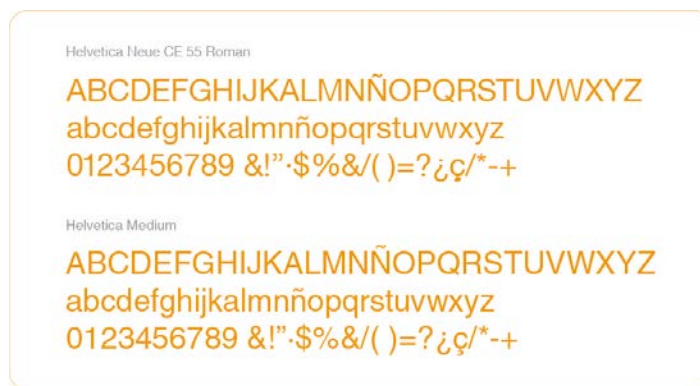 Helvetica Neue CE 55 Roman
ABCDEFGHIJKALMNÑOPQRSTUVWXYZ
abcdefghijkalmnñopqrstuvwxyz
0123456789 &!”·$%&/( )=?¿ç/*-+
Helvetica Medium
ABCDEFGHIJKALMNÑOPQRSTUVWXYZ
abcdefghijkalmnñopqrstuvwxyz
0123456789 &!”·$%&/( )=?¿ç/*-+